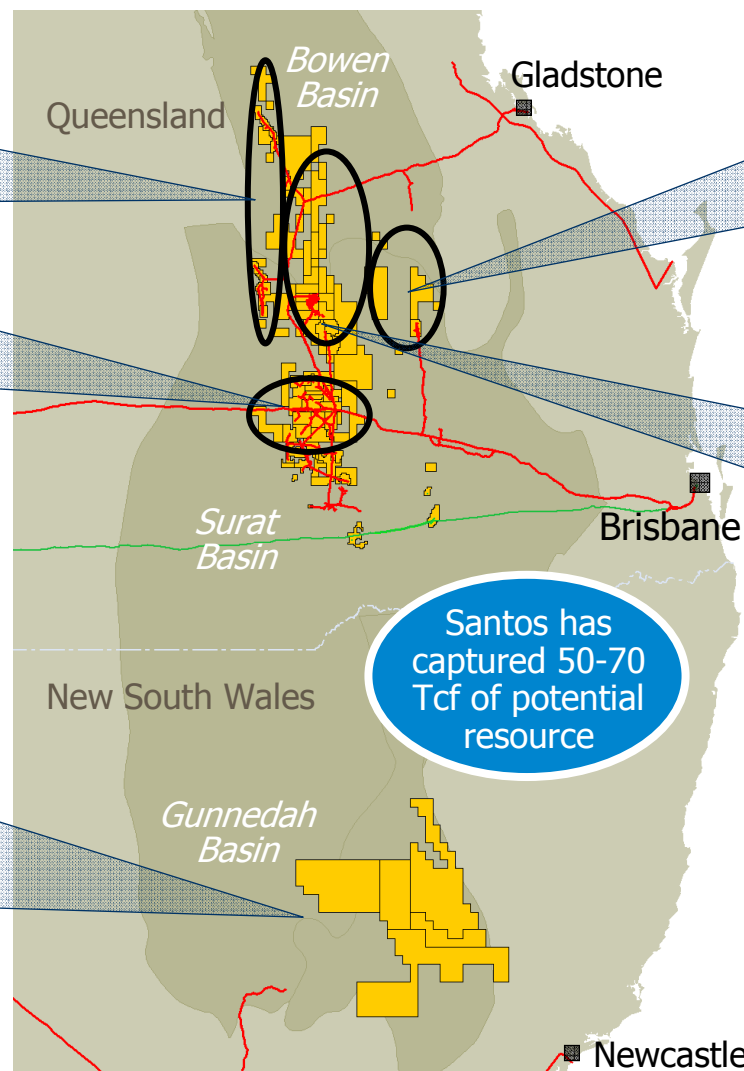 Bowen
Basin
Gladstone
Queensland
Surat
Basin
Brisbane
Santos has
captured 50-70
Tcf of potential
resource
New South Wales
Gunnedah
Basin
Newcastle